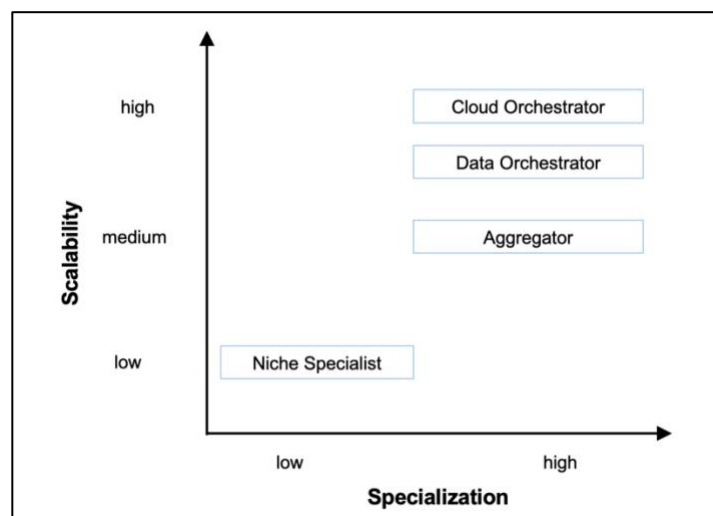 high
Cloud Orchestrator
Data Orchestrator
Scalability
medium
Aggregator
low
Niche Specialist
low
high
Specialization